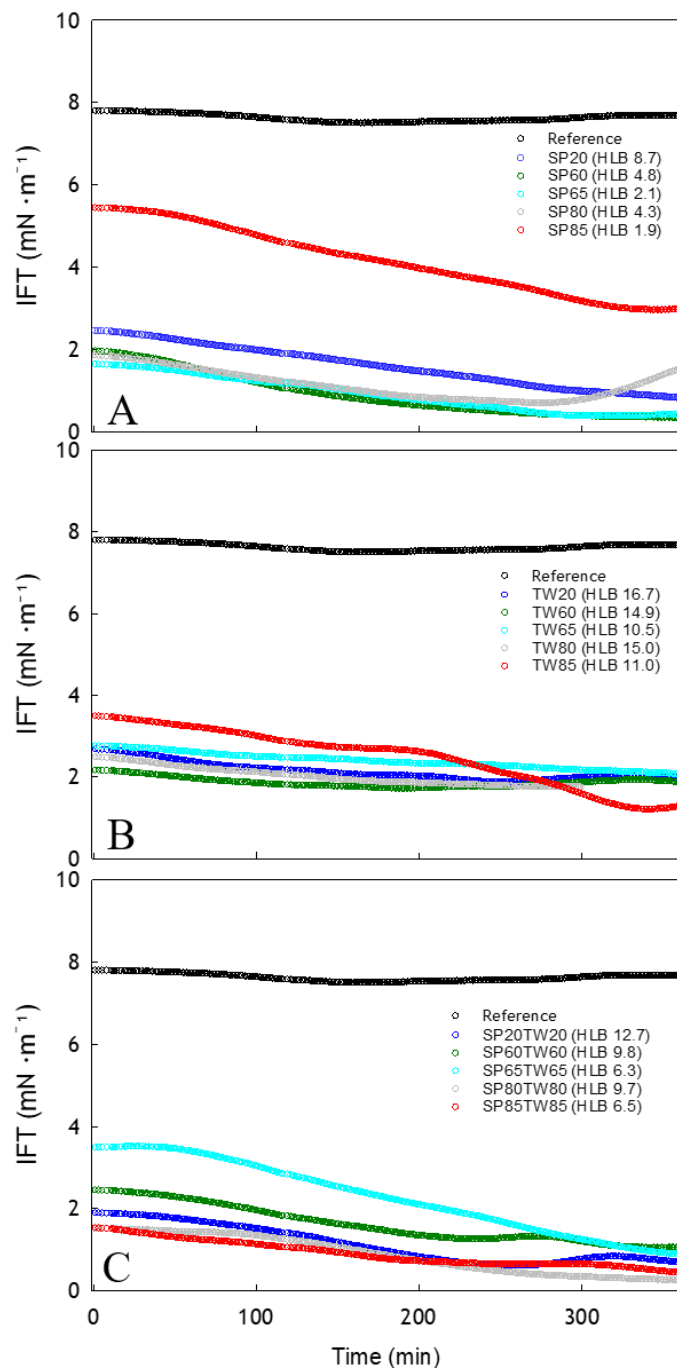 10
8
6
4
2
0
IFT (mN ·m⁻¹)
Reference
SP20 (HLB 8.7)
SP60 (HLB 4.8)
SP65 (HLB 2.1)
SP80 (HLB 4.3)
SP85 (HLB 1.9)
A
10
8
6
4
2
0
IFT (mN ·m⁻¹)
Reference
TW20 (HLB 16.7)
TW60 (HLB 14.9)
TW65 (HLB 10.5)
TW80 (HLB 15.0)
TW85 (HLB 11.0)
B
10
8
6
4
2
0
IFT (mN ·m⁻¹)
Reference
SP20TW20 (HLB 12.7)
SP60TW60 (HLB 9.8)
SP65TW65 (HLB 6.3)
SP80TW80 (HLB 9.7)
SP85TW85 (HLB 6.5)
C
0 100 200 300
Time (min)